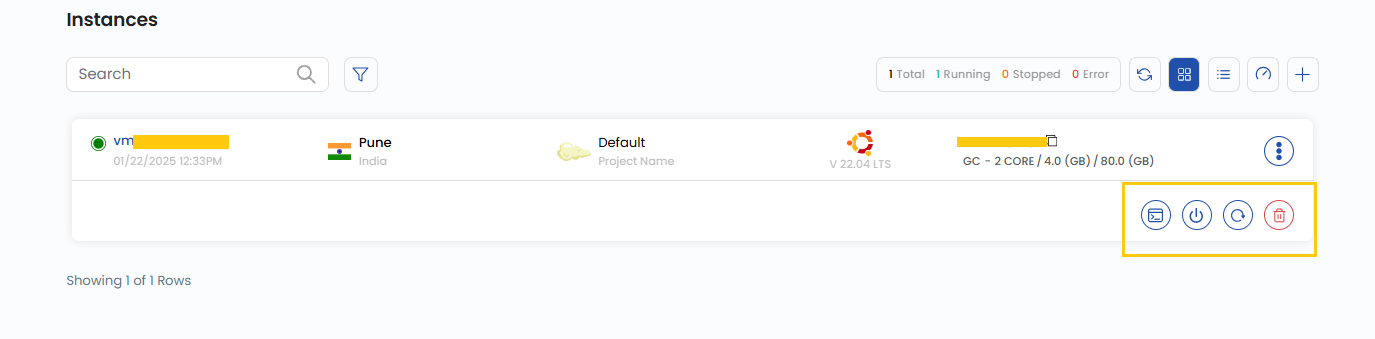 Instances
Search
1 Total 1 Running 0 Stopped 0 Error
vm
01/22/2025 12:33PM
Pune
India
Default
Project Name
V 22.04 LTS
GC - 2 CORE / 4.0 (GB) / 80.0 (GB)
Showing 1 of 1 Rows